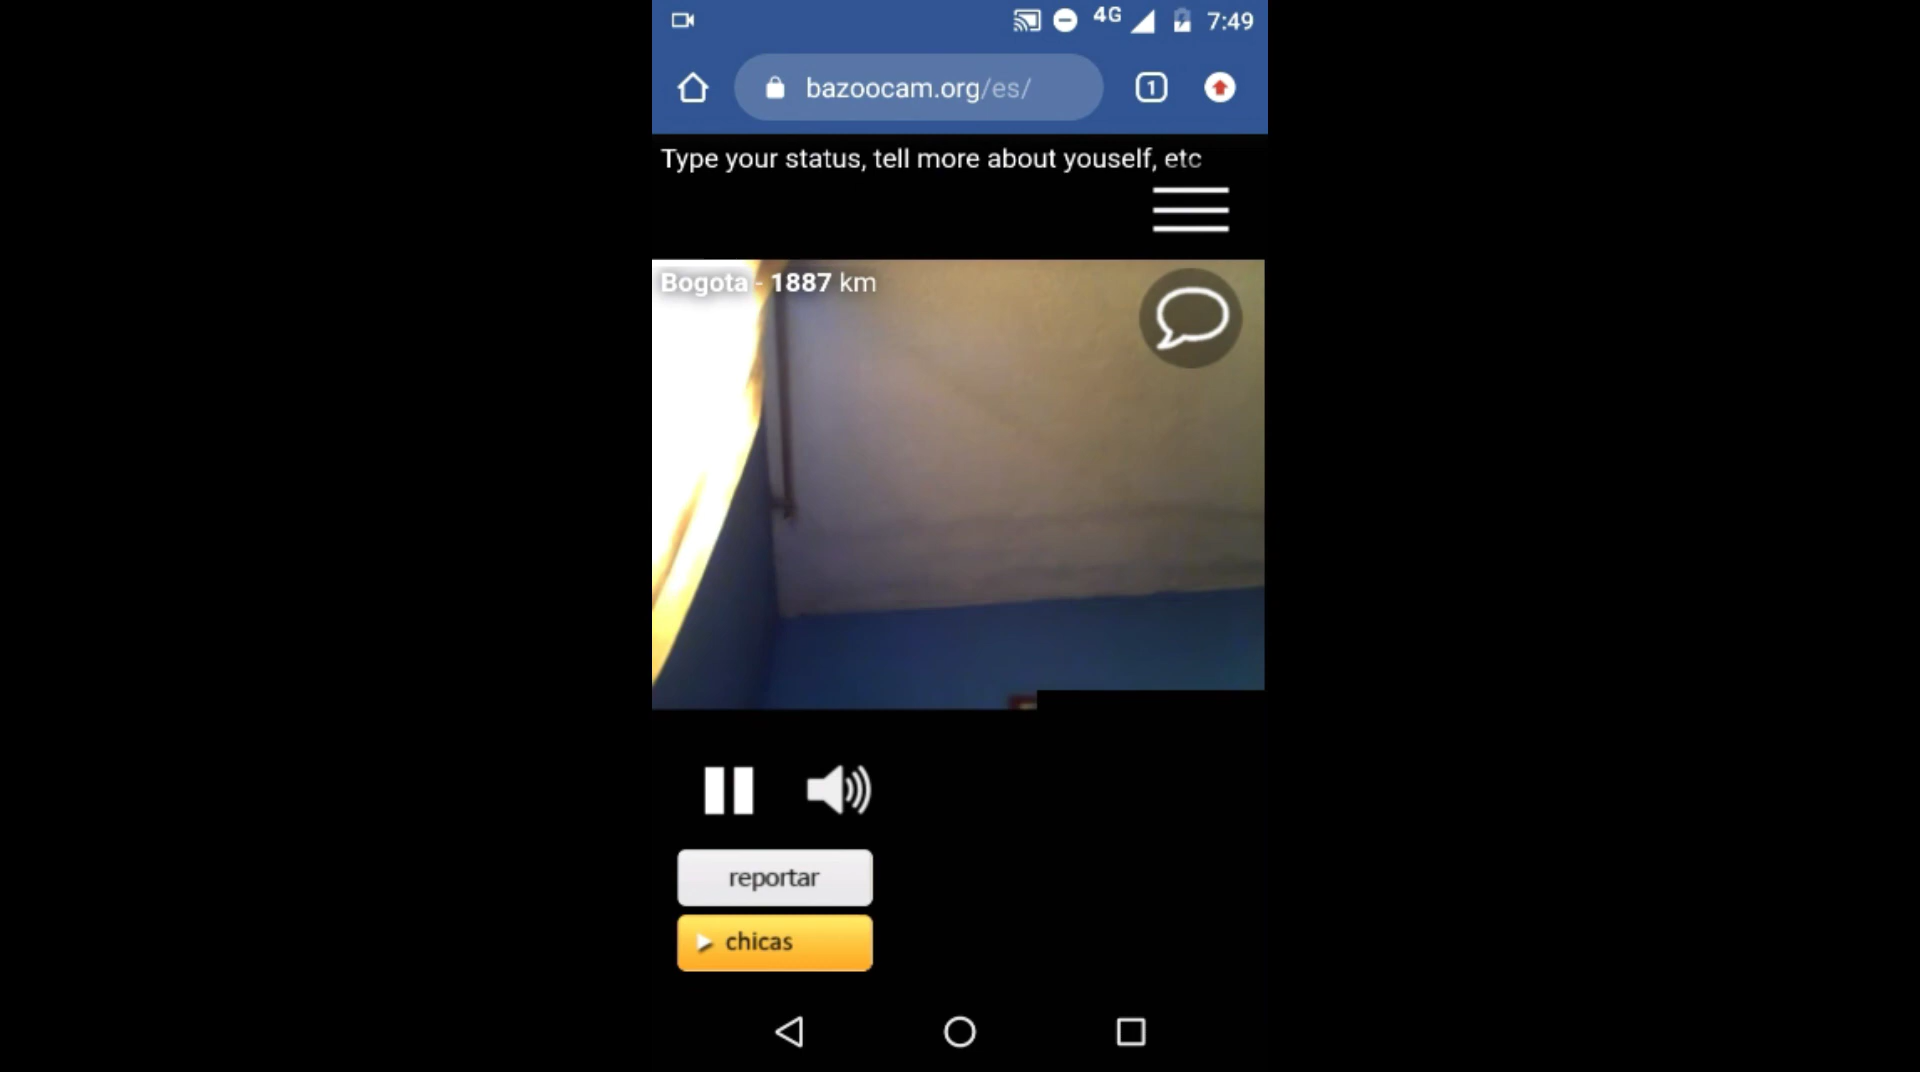 4G 7:49
bazoocam.org/es/ 1
Type your status, tell more about youself, etc
Bogota - 1887 km
reportar
chicas